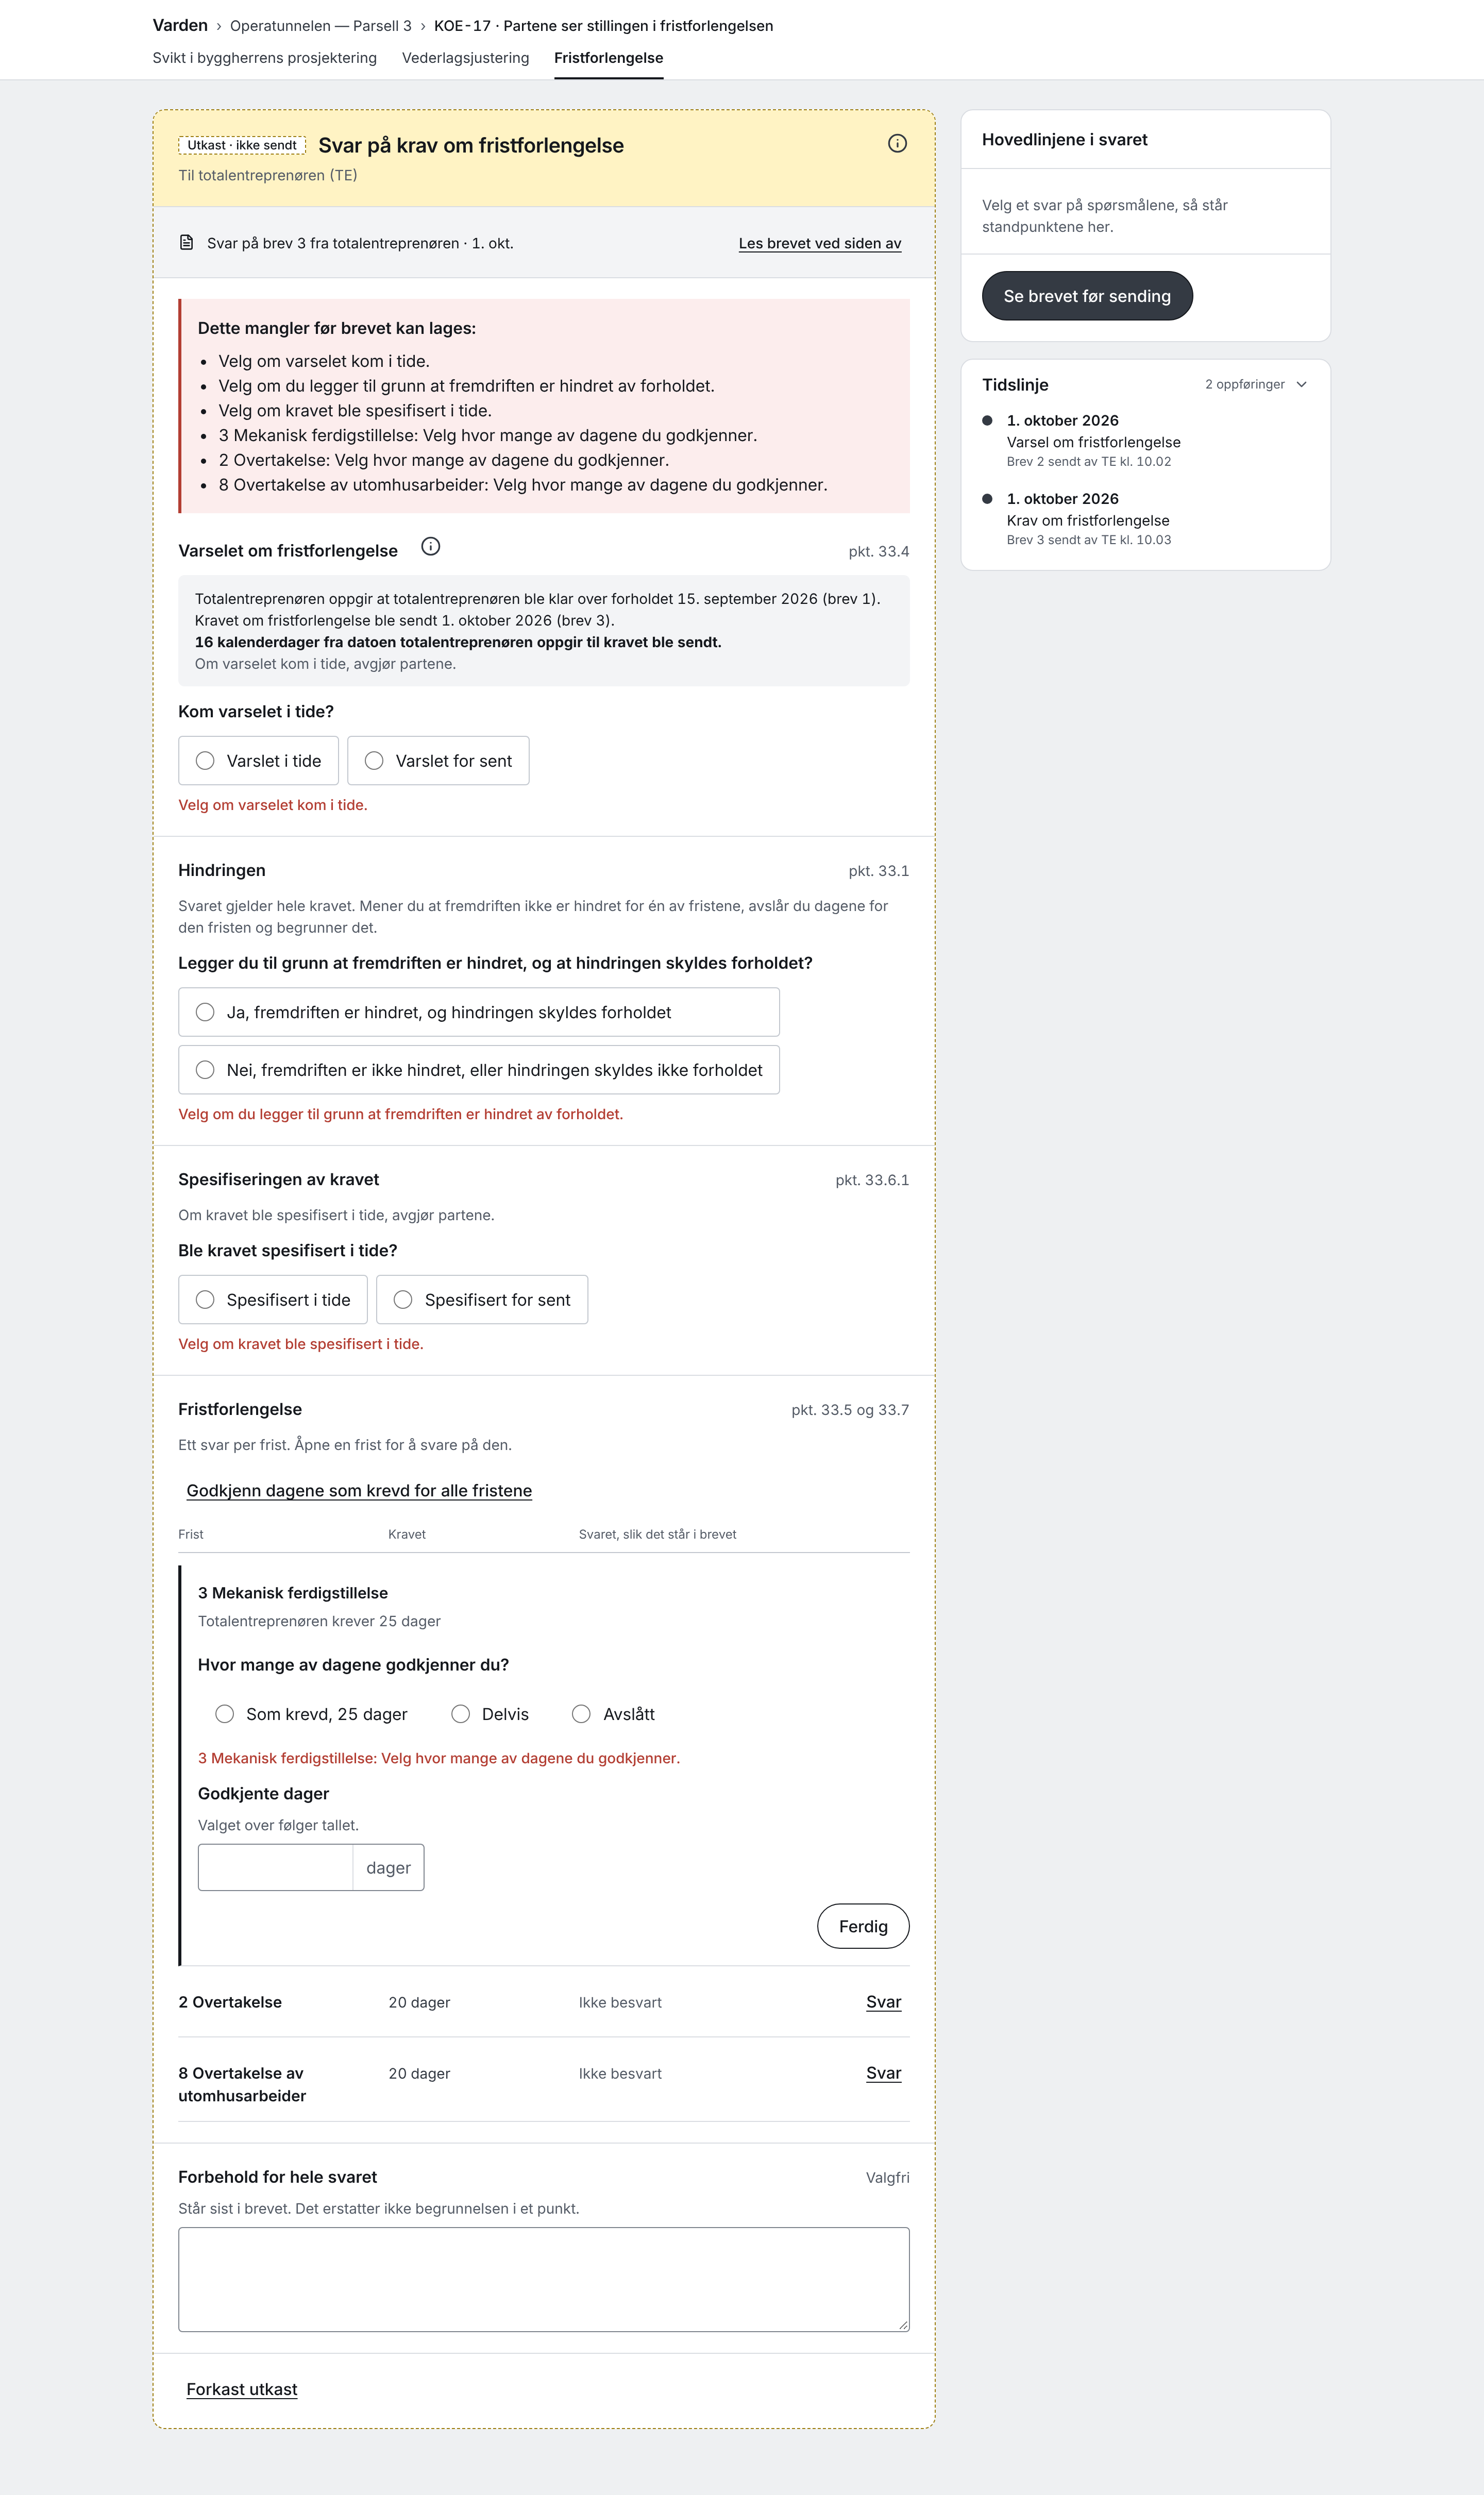 Varden › Operatunnelen — Parsell 3 › KOE-17 · Partene ser stillingen i fristforlengelsen
Svikt i byggherrens prosjektering Vederlagsjustering Fristforlengelse
Utkast · ikke sendt Svar på krav om fristforlengelse
Til totalentreprenøren (TE)
Svar på brev 3 fra totalentreprenøren · 1. okt. Les brevet ved siden av
Dette mangler før brevet kan lages:
• Velg om varselet kom i tide.
• Velg om du legger til grunn at fremdriften er hindret av forholdet.
• Velg om kravet ble spesifisert i tide.
• 3 Mekanisk ferdigstillelse: Velg hvor mange av dagene du godkjenner.
• 2 Overtakelse: Velg hvor mange av dagene du godkjenner.
• 8 Overtakelse av utomhusarbeider: Velg hvor mange av dagene du godkjenner.
Varselet om fristforlengelse pkt. 33.4
Totalentreprenøren oppgir at totalentreprenøren ble klar over forholdet 15. september 2026 (brev 1).
Kravet om fristforlengelse ble sendt 1. oktober 2026 (brev 3).
16 kalenderdager fra datoen totalentreprenøren oppgir til kravet ble sendt.
Om varselet kom i tide, avgjør partene.
Kom varselet i tide?
Varslet i tide Varslet for sent
Velg om varselet kom i tide.
Hindringen pkt. 33.1
Svaret gjelder hele kravet. Mener du at fremdriften ikke er hindret for én av fristene, avslår du dagene for
den fristen og begrunner det.
Legger du til grunn at fremdriften er hindret, og at hindringen skyldes forholdet?
Ja, fremdriften er hindret, og hindringen skyldes forholdet
Nei, fremdriften er ikke hindret, eller hindringen skyldes ikke forholdet
Velg om du legger til grunn at fremdriften er hindret av forholdet.
Spesifiseringen av kravet pkt. 33.6.1
Om kravet ble spesifisert i tide, avgjør partene.
Ble kravet spesifisert i tide?
Spesifisert i tide Spesifisert for sent
Velg om kravet ble spesifisert i tide.
Fristforlengelse pkt. 33.5 og 33.7
Ett svar per frist. Åpne en frist for å svare på den.
Godkjenn dagene som krevd for alle fristene
Frist Kravet Svaret, slik det står i brevet
3 Mekanisk ferdigstillelse
Totalentreprenøren krever 25 dager
Hvor mange av dagene godkjenner du?
Som krevd, 25 dager Delvis Avslått
3 Mekanisk ferdigstillelse: Velg hvor mange av dagene du godkjenner.
Godkjente dager
Valget over følger tallet.
dager
Ferdig
2 Overtakelse 20 dager Ikke besvart Svar
8 Overtakelse av 20 dager Ikke besvart Svar
utomhusarbeider
Forbehold for hele svaret Valgfri
Står sist i brevet. Det erstatter ikke begrunnelsen i et punkt.
Forkast utkast
Hovedlinjene i svaret
Velg et svar på spørsmålene, så står
standpunktene her.
Se brevet før sending
Tidslinje 2 oppføringer
1. oktober 2026
Varsel om fristforlengelse
Brev 2 sendt av TE kl. 10.02
1. oktober 2026
Krav om fristforlengelse
Brev 3 sendt av TE kl. 10.03